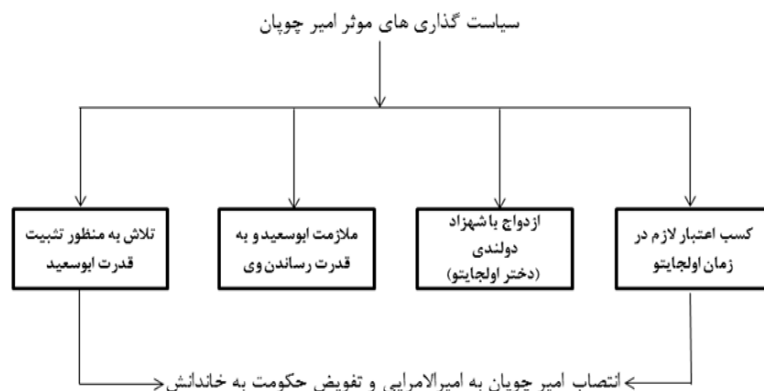 سیاست گذاری های موثر امیر چوپان
کسب اعتبار لازم در
زمان اولجایتو
ازدواج با شهزاد
دولندی
(دختر اولجایتو)
ملازمت ابوسعید و به
قدرت رساندن وی
تلاش به منظور تثبیت
قدرت ابوسعید
انتصاب امیر چوپان به امیرالامرایی و تفویض حکومت به خاندانش